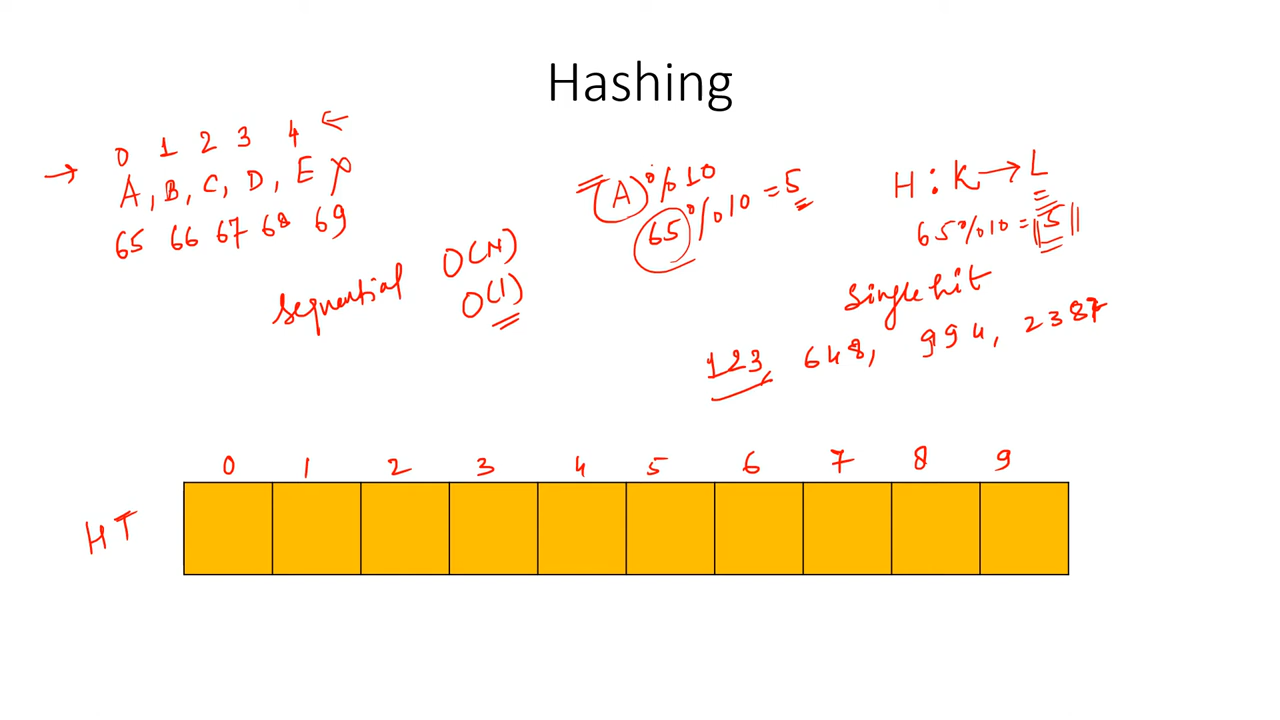 Hashing
0 1 2 3 4 ←
→ A, B, C, D, E
65 66 67 68 69
sequential O(N)
O(1)
A % 10
65 % 10 = 5
H : K → L
65 % 10 = 5
Single hit
123 648, 994, 2387
0 1 2 3 4 5 6 7 8 9
HT